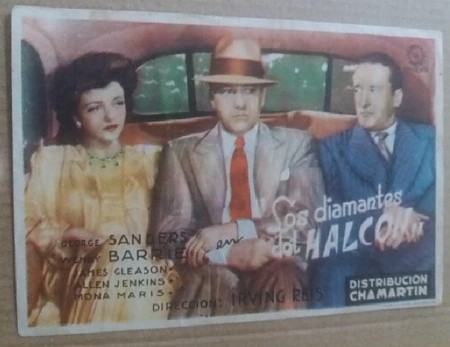 Los diamantes
del HALCON
GEORGE SANDERS
WENDY BARRIE en
JAMES GLEASON
ALLEN JENKINS
MONA MARIS
DIRECCION: IRVING REIS
DISTRIBUCION
CHAMARTIN